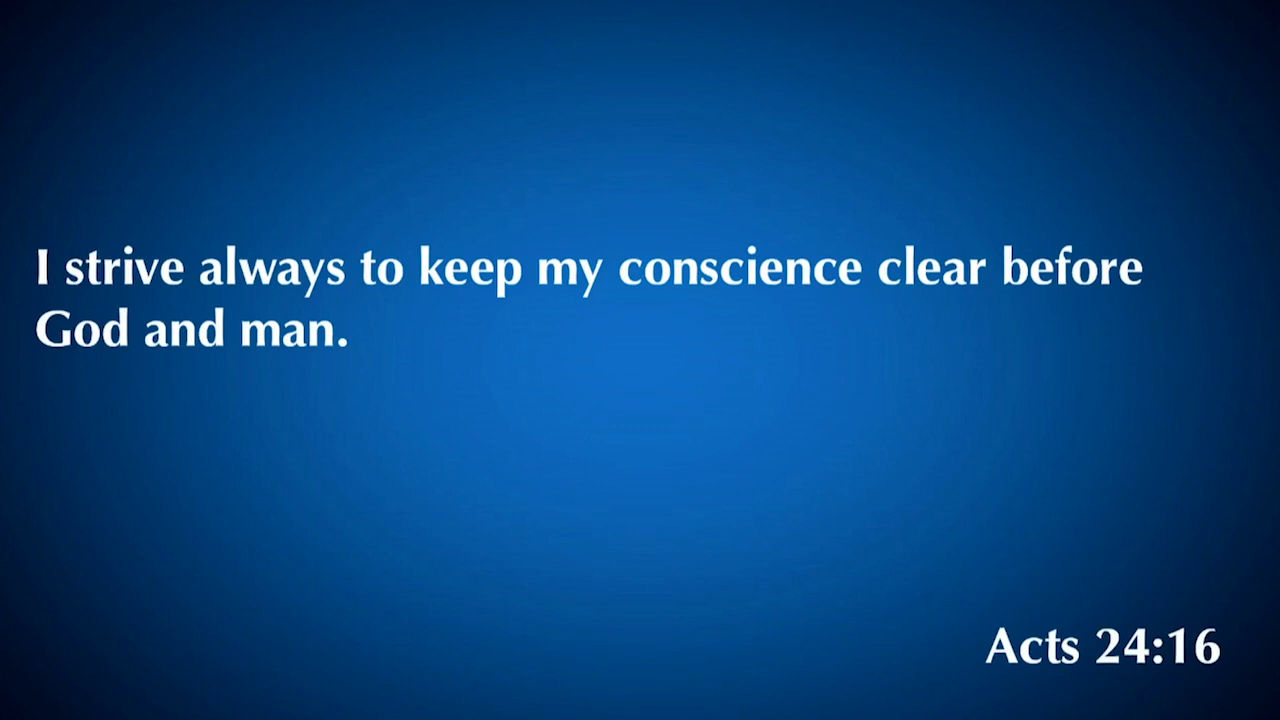 I strive always to keep my conscience clear before
God and man.
Acts 24:16